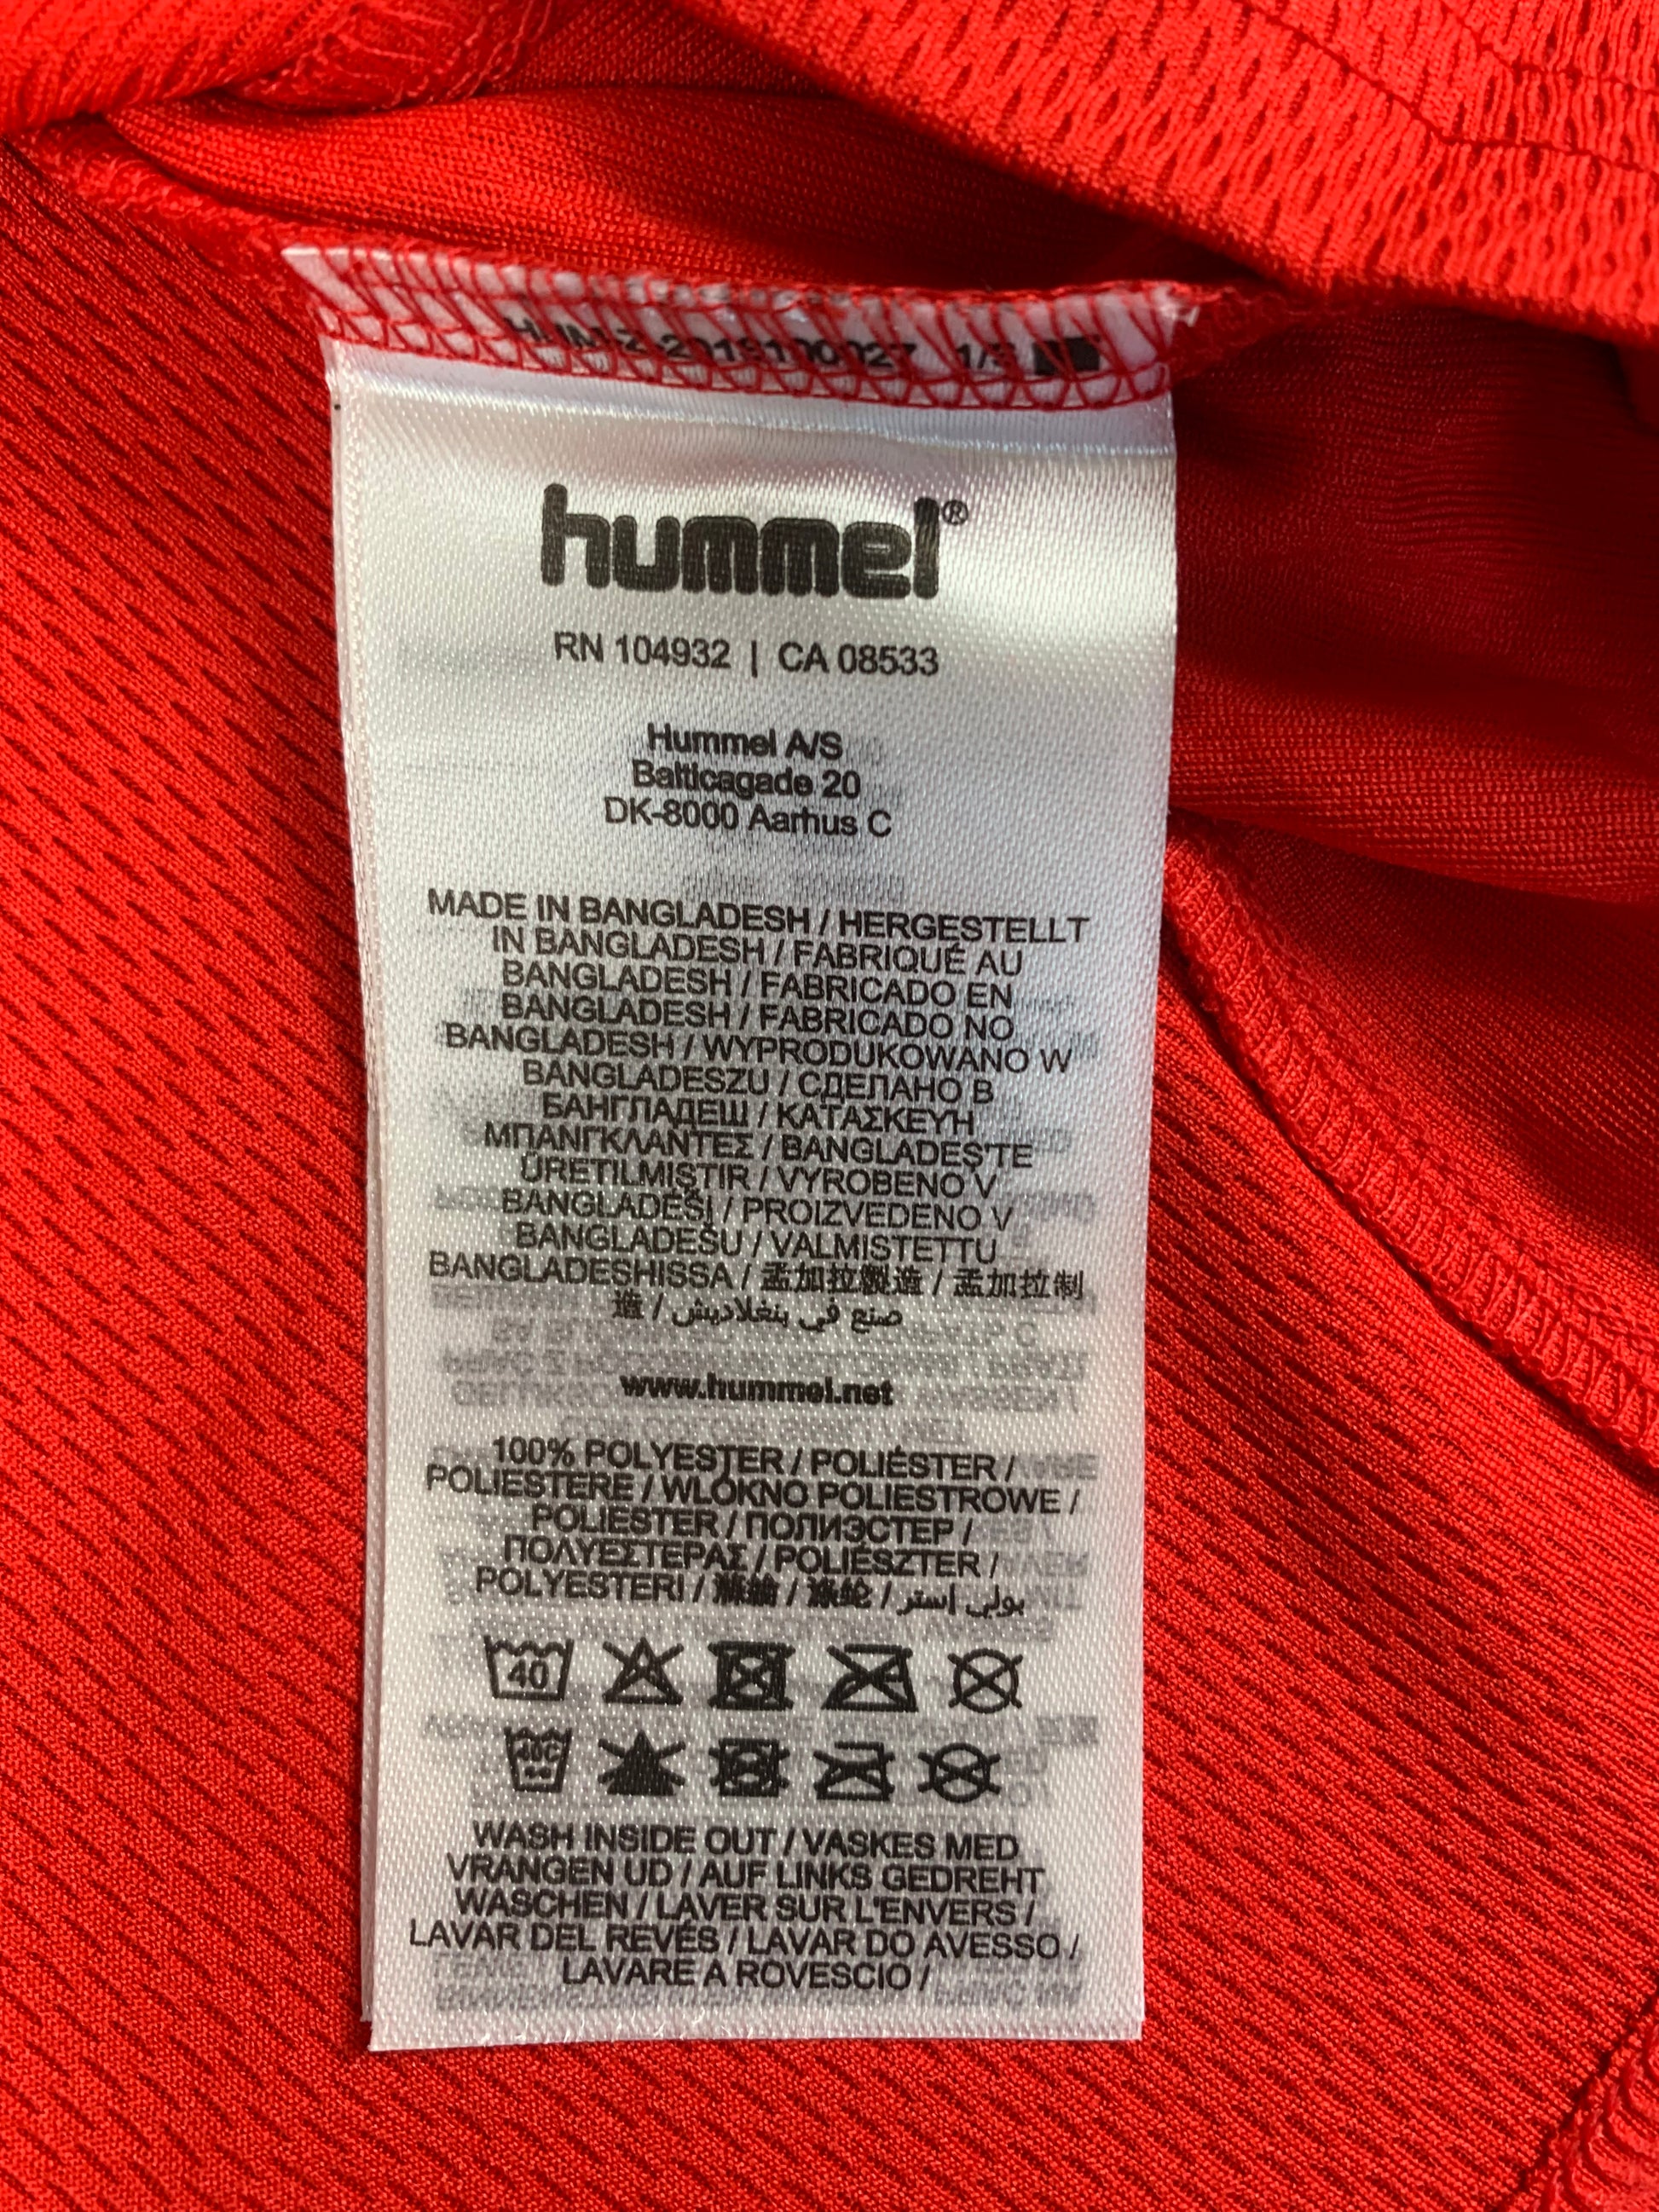 hummel®
RN 104932 | CA 08533
Hummel A/S
Balticagade 20
DK-8000 Aarhus C
MADE IN BANGLADESH / HERGESTELLT
IN BANGLADESH / FABRIQUÉ AU
BANGLADESH / FABRICADO EN
BANGLADESH / FABRICADO NO
BANGLADESH / WYPRODUKOWANO W
BANGLADESZU / СДЕЛАНО В
БАНГЛАДЕШ / ΚΑΤΑΣΚΕΥΗ
ΜΠΑΝΓΚΛΑΝΤΕΣ / BANGLADEŞ'TE
ÜRETILMIŞTIR / VYROBENO V
BANGLADÉŠI / PROIZVEDENO V
BANGLADEŠU / VALMISTETTU
BANGLADESHISSA / 孟加拉製造 / 孟加拉制
造 / صنع في بنغلاديش
www.hummel.net
100% POLYESTER / POLIÉSTER /
POLIESTERE / WLÓKNO POLIESTROWE /
POLIESTER / ПОЛИЭСТЕР /
ΠΟΛΥΕΣΤΕΡΑΣ / POLIÉSZTER /
POLYESTERI / 滌綸 / 涤纶 / بولي إستر
40
40C
WASH INSIDE OUT / VASKES MED
VRANGEN UD / AUF LINKS GEDREHT
WASCHEN / LAVER SUR L'ENVERS /
LAVAR DEL REVÉS / LAVAR DO AVESSO /
LAVARE A ROVESCIO /